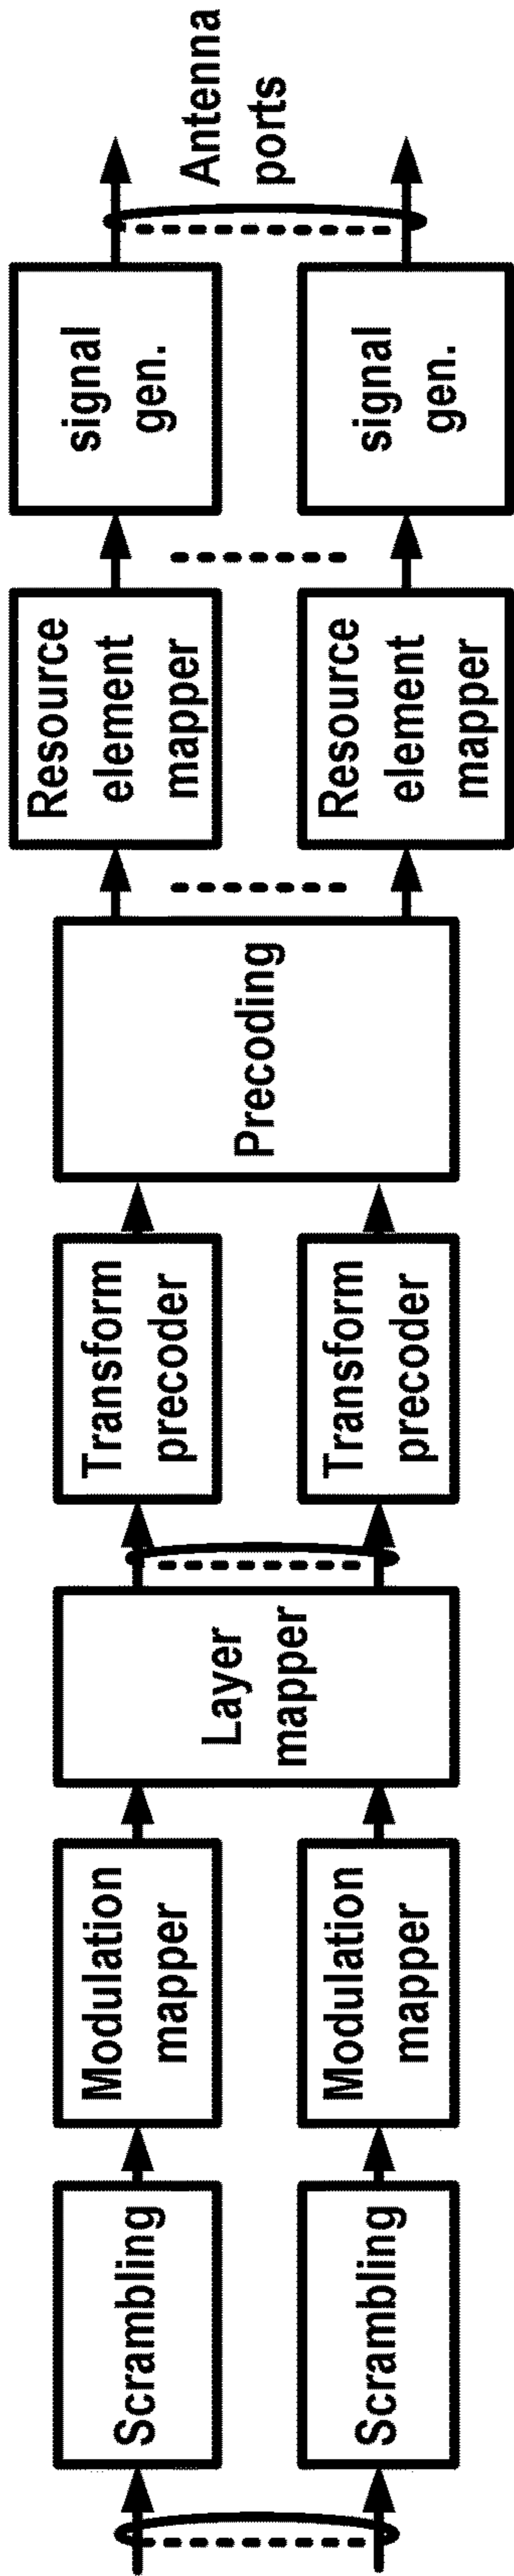 Scrambling
Scrambling
Modulation
mapper
Modulation
mapper
Layer
mapper
Transform
precoder
Transform
precoder
Precoding
Resource
element
mapper
Resource
element
mapper
signal
gen.
signal
gen.
Antenna
ports